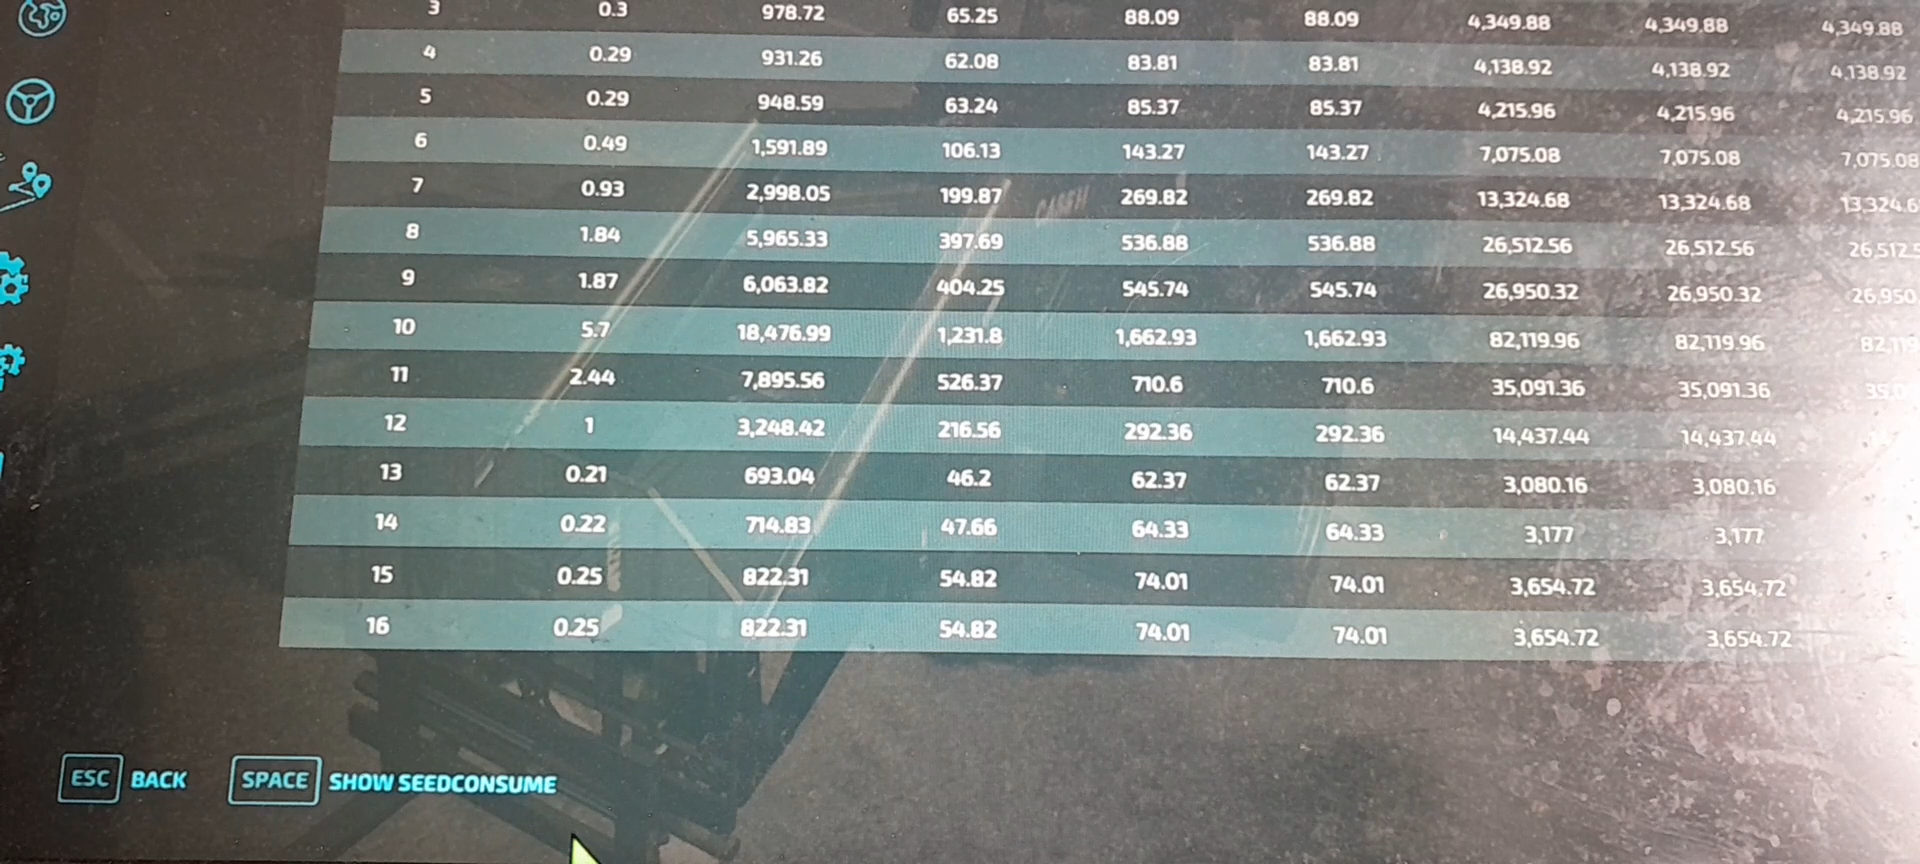 3 0.3 978.72 65.25 88.09 88.09 4,349.88 4,349.88 4,349.88
4 0.29 931.26 62.08 83.81 83.81 4,138.92 4,138.92 4,138.92
5 0.29 948.59 63.24 85.37 85.37 4,215.96 4,215.96 4,215.96
6 0.49 1,591.89 106.13 143.27 143.27 7,075.08 7,075.08 7,075.08
7 0.93 2,998.05 199.87 269.82 269.82 13,324.68 13,324.68 13,324.6
8 1.84 5,965.33 397.69 536.88 536.88 26,512.56 26,512.56 26,512.5
9 1.87 6,063.82 404.25 545.74 545.74 26,950.32 26,950.32 26,950
10 5.7 18,476.99 1,231.8 1,662.93 1,662.93 82,119.96 82,119.96 82,119
11 2.44 7,895.56 526.37 710.6 710.6 35,091.36 35,091.36
12 1 3,248.42 216.56 292.36 292.36 14,437.44 14,437.44
13 0.21 693.04 46.2 62.37 62.37 3,080.16 3,080.16
14 0.22 714.83 47.66 64.33 64.33 3,177 3,177
15 0.25 822.31 54.82 74.01 74.01 3,654.72 3,654.72
16 0.25 822.31 54.82 74.01 74.01 3,654.72 3,654.72
ESC BACK SPACE SHOW SEEDCONSUME